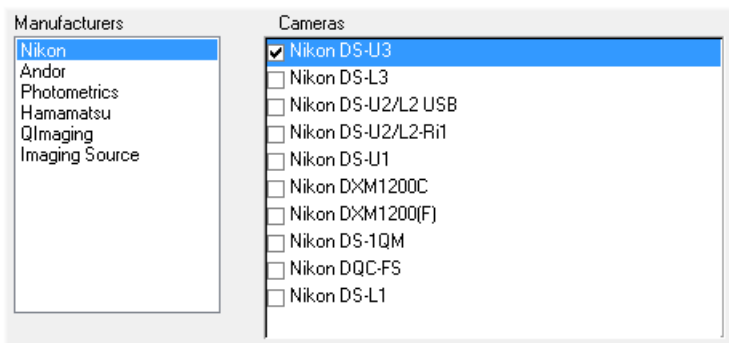 Manufacturers
Cameras
Nikon
Andor
Photometrics
Hamamatsu
QImaging
Imaging Source
Nikon DS-U3
Nikon DS-L3
Nikon DS-U2/L2 USB
Nikon DS-U2/L2-Ri1
Nikon DS-U1
Nikon DXM1200C
Nikon DXM1200(F)
Nikon DS-1QM
Nikon DQC-FS
Nikon DS-L1